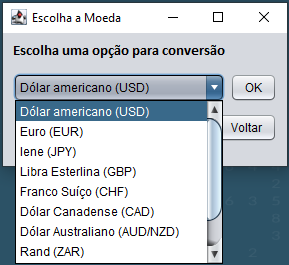 Escolha a Moeda
Escolha uma opção para conversão
Dólar americano (USD)
OK
Dólar americano (USD)
Euro (EUR)
Voltar
Iene (JPY)
Libra Esterlina (GBP)
Franco Suíço (CHF)
Dólar Canadense (CAD)
Dólar Australiano (AUD/NZD)
Rand (ZAR)